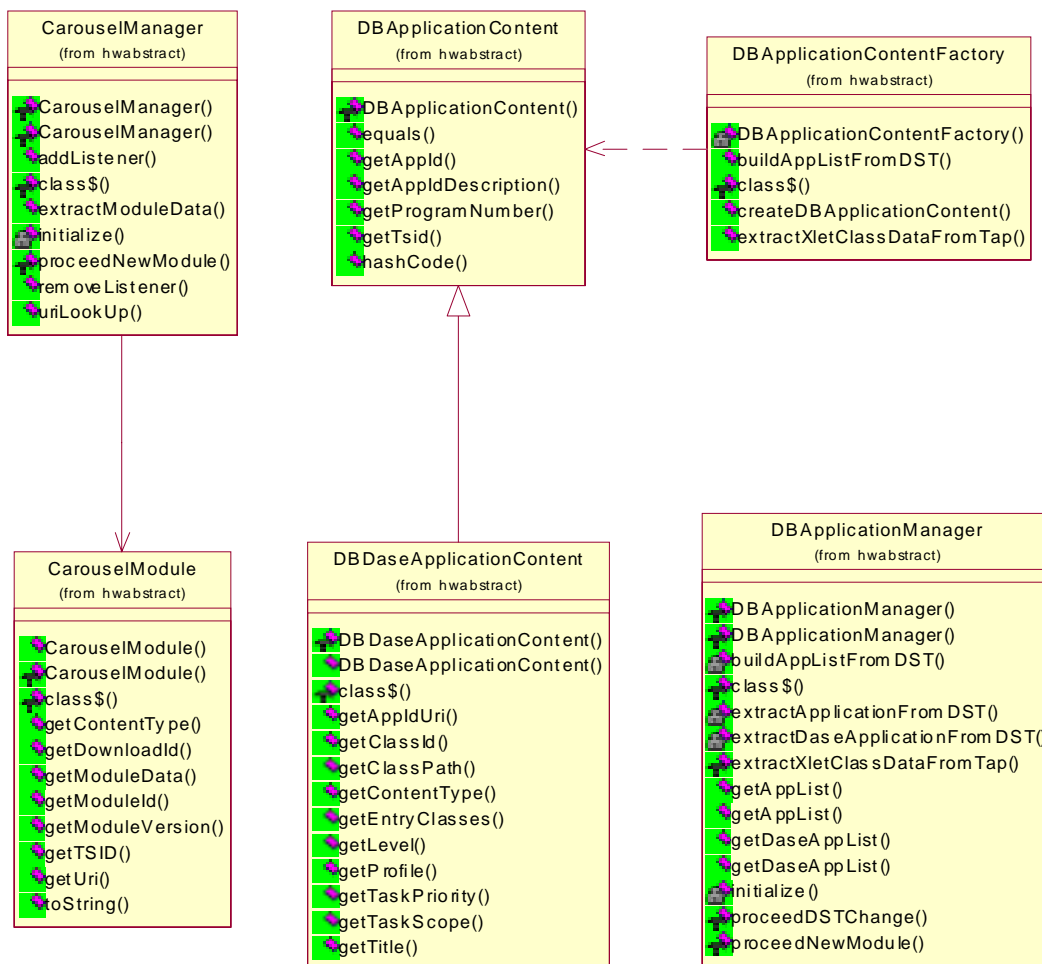 CarouselManager
(from hwabstract)
CarouselManager()
CarouselManager()
addListener()
class$()
extractModuleData()
initialize()
proceedNewModule()
removeListener()
uriLookUp()
DBApplicationContent
(from hwabstract)
DBApplicationContent()
equals()
getAppId()
getAppIdDescription()
getProgramNumber()
getTsid()
hashCode()
DBApplicationContentFactory
(from hwabstract)
DBApplicationContentFactory()
buildAppListFromDST()
class$()
createDBApplicationContent()
extractXletClassDataFromTap()
CarouselModule
(from hwabstract)
CarouselModule()
CarouselModule()
class$()
getContentType()
getDownloadId()
getModuleData()
getModuleId()
getModuleVersion()
getTSID()
getUri()
toString()
DBDaseApplicationContent
(from hwabstract)
DBDaseApplicationContent()
DBDaseApplicationContent()
class$()
getAppIdUri()
getClassId()
getClassPath()
getContentType()
getEntryClasses()
getLevel()
getProfile()
getTaskPriority()
getTaskScope()
getTitle()
DBApplicationManager
(from hwabstract)
DBApplicationManager()
DBApplicationManager()
buildAppListFromDST()
class$()
extractApplicationFromDST()
extractDaseApplicationFromDST()
extractXletClassDataFromTap()
getAppList()
getAppList()
getDaseAppList()
getDaseAppList()
initialize()
proceedDSTChange()
proceedNewModule()